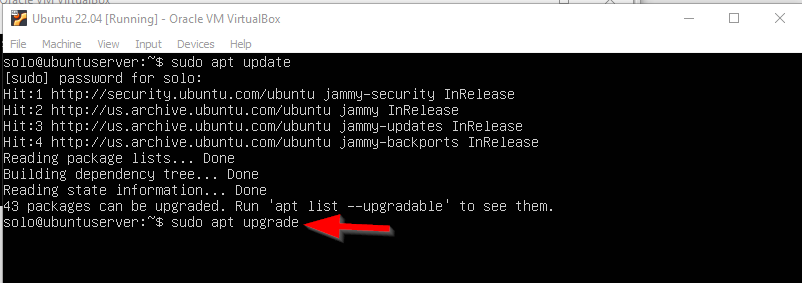 Ubuntu 22.04 [Running] - Oracle VM VirtualBox
File Machine View Input Devices Help
solo@ubuntuserver:~$ sudo apt update
[sudo] password for solo:
Hit:1 http://security.ubuntu.com/ubuntu jammy-security InRelease
Hit:2 http://us.archive.ubuntu.com/ubuntu jammy InRelease
Hit:3 http://us.archive.ubuntu.com/ubuntu jammy-updates InRelease
Hit:4 http://us.archive.ubuntu.com/ubuntu jammy-backports InRelease
Reading package lists... Done
Building dependency tree... Done
Reading state information... Done
43 packages can be upgraded. Run 'apt list --upgradable' to see them.
solo@ubuntuserver:~$ sudo apt upgrade